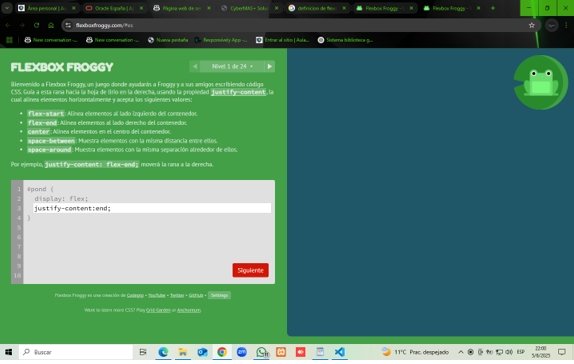 Área personal | A
Oracle España | A
Página web de m
CyberMAS • Solu
definicion de flex
Flexbox Froggy -
Flexbox Froggy -
flexboxfroggy.com/#es
New conversation -...
New conversation -...
Nueva pestaña
Responsively App -...
Entrar al sitio | Aula...
Sistema biblioteca g...
FLEXBOX FROGGY
Nivel 1 de 24
Bienvenido a Flexbox Froggy, un juego donde ayudarás a Froggy y a sus amigos escribiendo código
CSS. Guía a esta rana hacia la hoja de lirio en la derecha, usando la propiedad justify-content, la
cual alinea elementos horizontalmente y acepta los siguientes valores:
• flex-start: Alinea elementos al lado izquierdo del contenedor.
• flex-end: Alinea elementos al lado derecho del contenedor.
• center: Alinea elementos en el centro del contenedor.
• space-between: Muestra elementos con la misma distancia entre ellos.
• space-around: Muestra elementos con la misma separación alrededor de ellos.
Por ejemplo, justify-content: flex-end; moverá la rana a la derecha.
1 #pond {
2 display: flex;
3 justify-content:end;
4 }
5
6
7
8
9
10
Siguiente
Flexbox Froggy es una creación de Codepip • YouTube • Twitter • GitHub • Settings
Want to learn more CSS? Play Grid Garden or Anchoreum.
Buscar
11°C Prac. despejado
ESP
22:00
5/6/2025